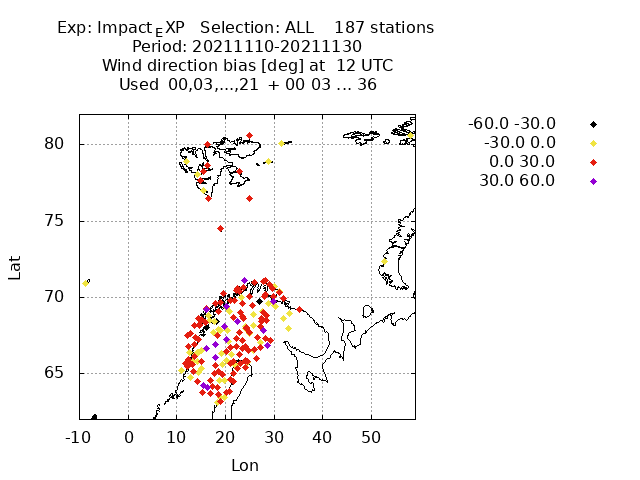 Exp: Impact_EXP   Selection: ALL    187 stations
Period: 20211110-20211130
Wind direction bias [deg] at  12 UTC
Used  00,03,...,21  + 00 03 ... 36
-60.0 -30.0
-30.0 0.0
0.0 30.0
30.0 60.0
80
75
70
65
Lat
-10 0 10 20 30 40 50
Lon